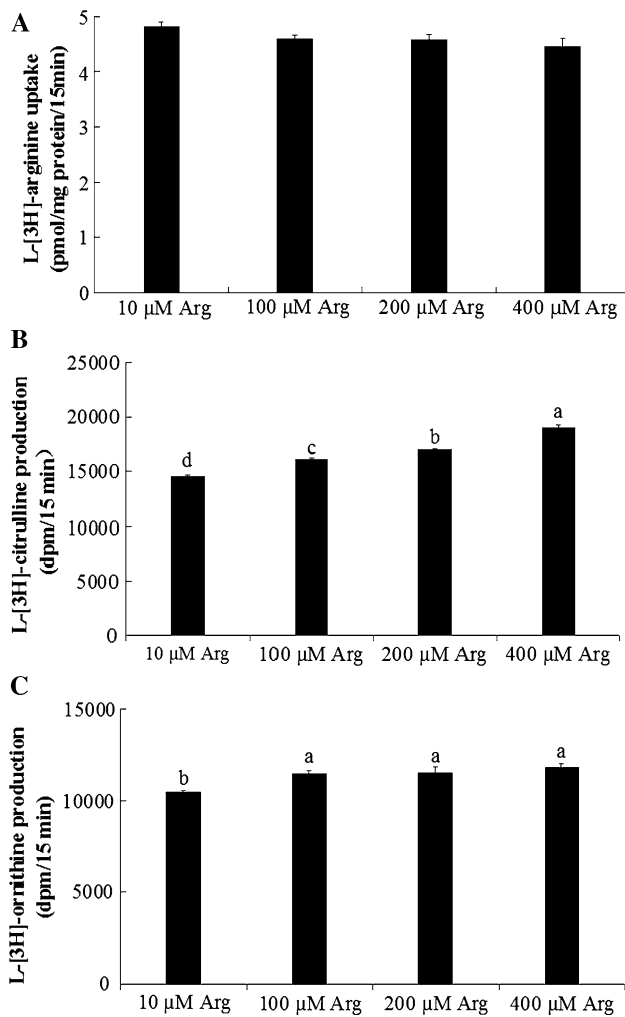 A
L-[3H]-arginine uptake
(pmol/mg protein/15min)
5
4
3
2
1
0
10 µM Arg 100 µM Arg 200 µM Arg 400 µM Arg
B
L-[3H]-citrulline production
(dpm/15 min)
25000
20000
15000
10000
5000
0
d c b a
10 µM Arg 100 µM Arg 200 µM Arg 400 µM Arg
C
L-[3H]-ornithine production
(dpm/15 min)
15000
10000
5000
0
b a a a
10 µM Arg 100 µM Arg 200 µM Arg 400 µM Arg